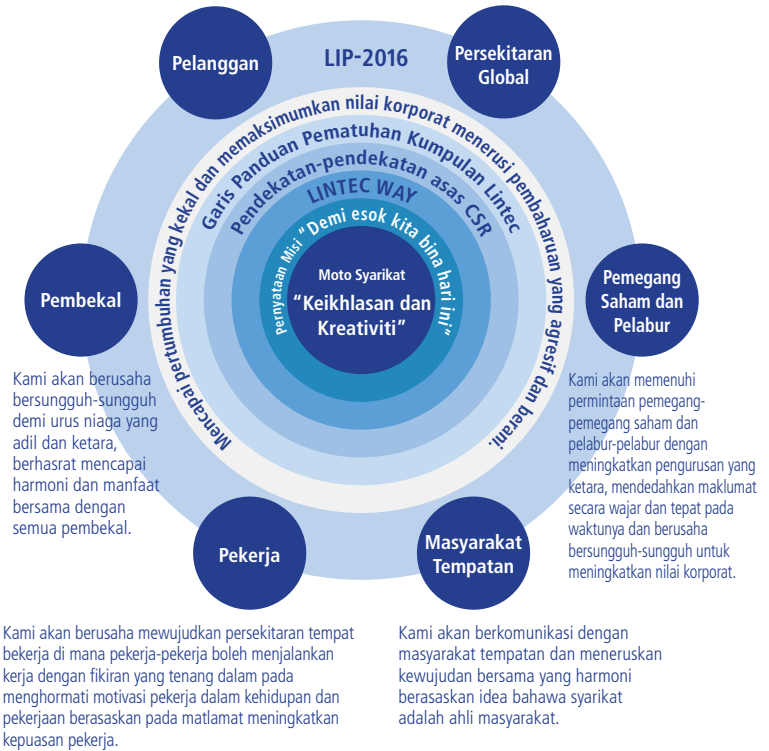 Pelanggan
LIP-2016
Persekitaran
Global
Mencapai pertumbuhan yang kekal dan memaksimumkan nilai korporat menerusi pembaharuan yang agresif dan berani.
Garis Panduan Pematuhan Kumpulan Lintec
Pendekatan-pendekatan asas CSR
LINTEC WAY
Pernyataan Misi “Demi esok kita bina hari ini”
Moto Syarikat
“Keikhlasan dan
Kreativiti”
Pembekal
Kami akan berusaha
bersungguh-sungguh
demi urus niaga yang
adil dan ketara,
berhasrat mencapai
harmoni dan manfaat
bersama dengan
semua pembekal.
Pemegang
Saham dan
Pelabur
Kami akan memenuhi
permintaan pemegang-
pemegang saham dan
pelabur-pelabur dengan
meningkatkan pengurusan yang
ketara, mendedahkan maklumat
secara wajar dan tepat pada
waktunya dan berusaha
bersungguh-sungguh untuk
meningkatkan nilai korporat.
Pekerja
Kami akan berusaha mewujudkan persekitaran tempat
bekerja di mana pekerja-pekerja boleh menjalankan
kerja dengan fikiran yang tenang dalam pada
menghormati motivasi pekerja dalam kehidupan dan
pekerjaan berasaskan pada matlamat meningkatkan
kepuasan pekerja.
Masyarakat
Tempatan
Kami akan berkomunikasi dengan
masyarakat tempatan dan meneruskan
kewujudan bersama yang harmoni
berasaskan idea bahawa syarikat
adalah ahli masyarakat.